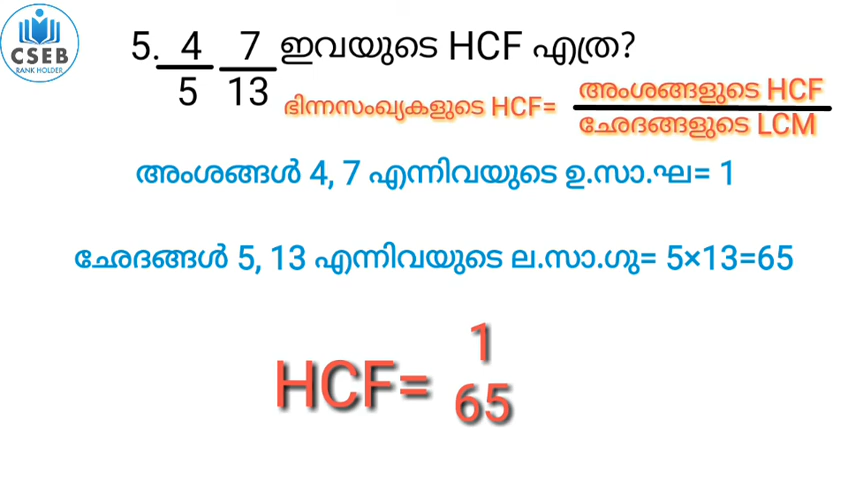 CSEB
RANK HOLDER
5. 4/5 7/13 ഇവയുടെ HCF എത്ര?
ഭിന്നസംഖ്യകളുടെ HCF= അംശങ്ങളുടെ HCF
ഛേദങ്ങളുടെ LCM
അംശങ്ങൾ 4, 7 എന്നിവയുടെ ഉ.സാ.ഘ= 1
ഛേദങ്ങൾ 5, 13 എന്നിവയുടെ ല.സാ.ഗു= 5×13=65
HCF= 1
65